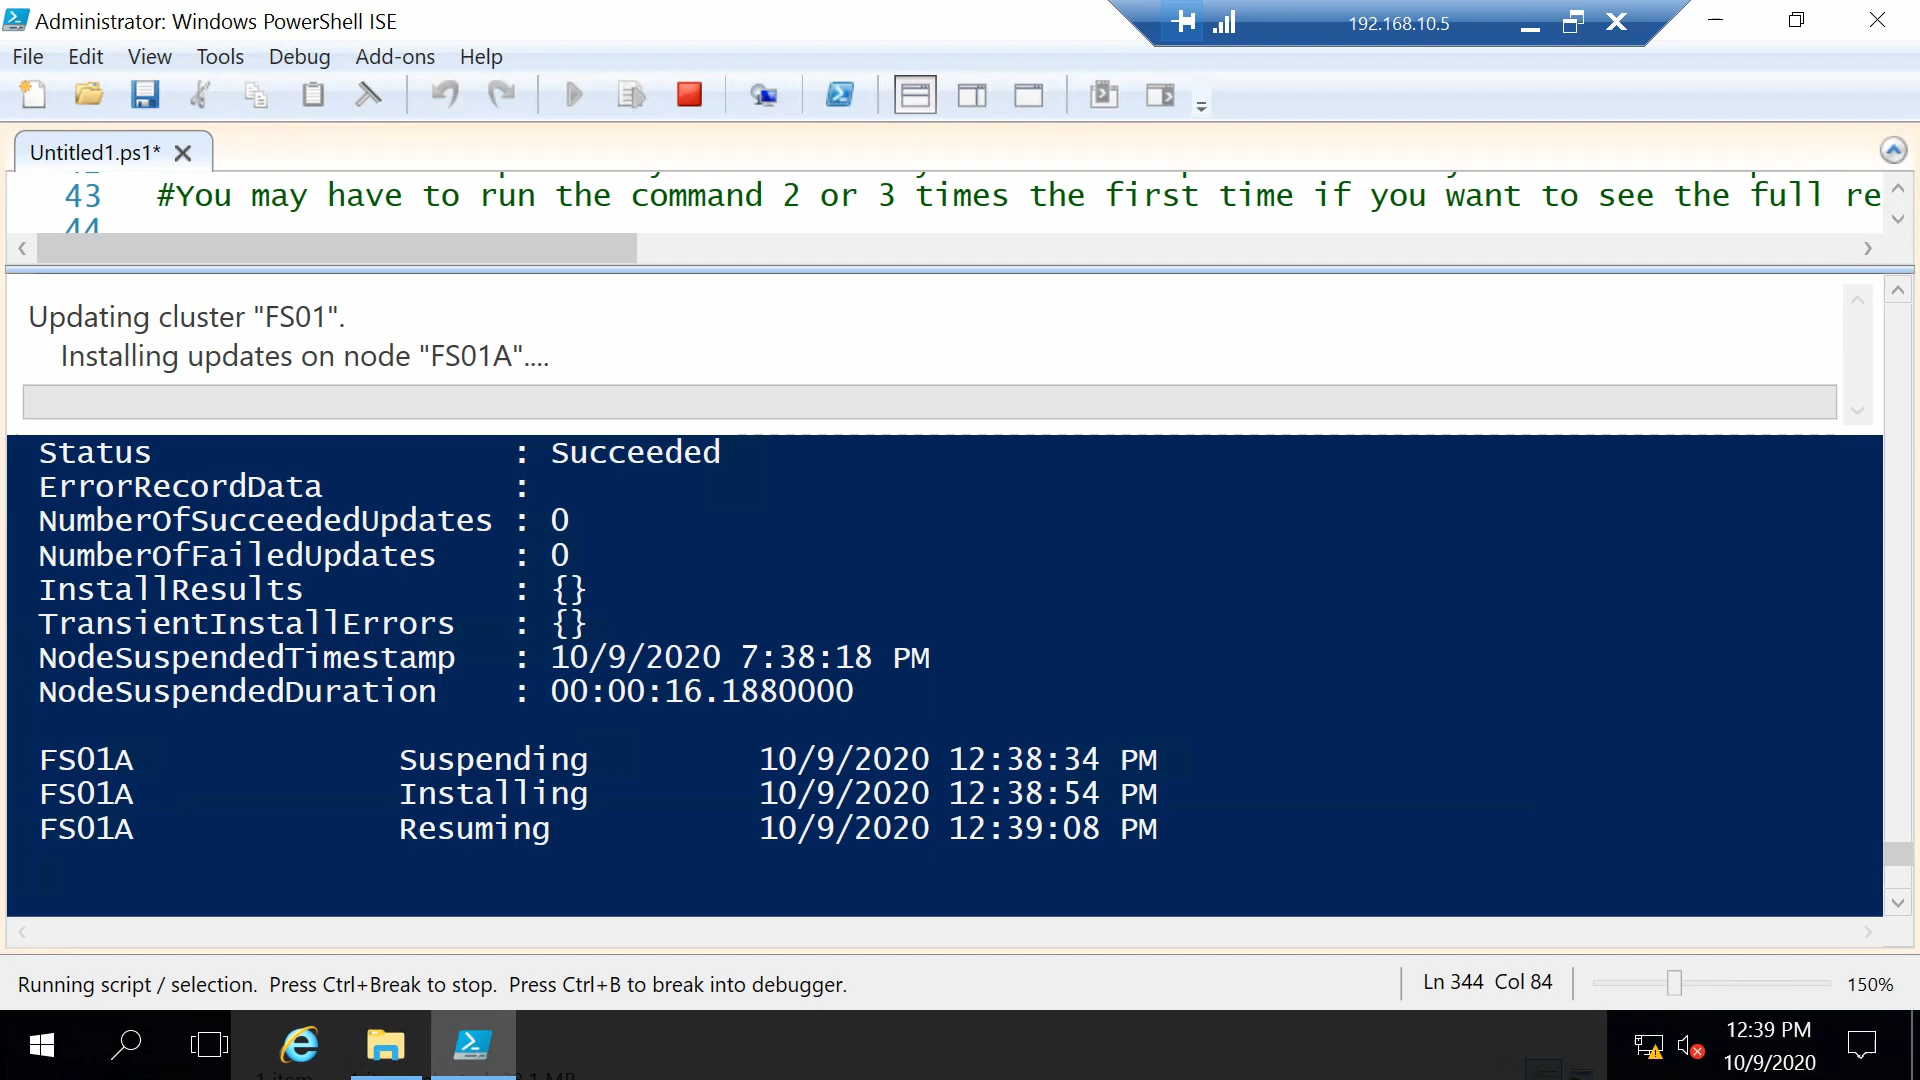 Administrator: Windows PowerShell ISE
192.168.10.5
File Edit View Tools Debug Add-ons Help
Untitled1.ps1*
43 #You may have to run the command 2 or 3 times the first time if you want to see the full re
44
Updating cluster "FS01".
Installing updates on node "FS01A"....
Status : Succeeded
ErrorRecordData :
NumberOfSucceededUpdates : 0
NumberOfFailedUpdates : 0
InstallResults : {}
TransientInstallErrors : {}
NodeSuspendedTimestamp : 10/9/2020 7:38:18 PM
NodeSuspendedDuration : 00:00:16.1880000
FS01A Suspending 10/9/2020 12:38:34 PM
FS01A Installing 10/9/2020 12:38:54 PM
FS01A Resuming 10/9/2020 12:39:08 PM
Running script / selection. Press Ctrl+Break to stop. Press Ctrl+B to break into debugger.
Ln 344 Col 84
150%
12:39 PM
10/9/2020